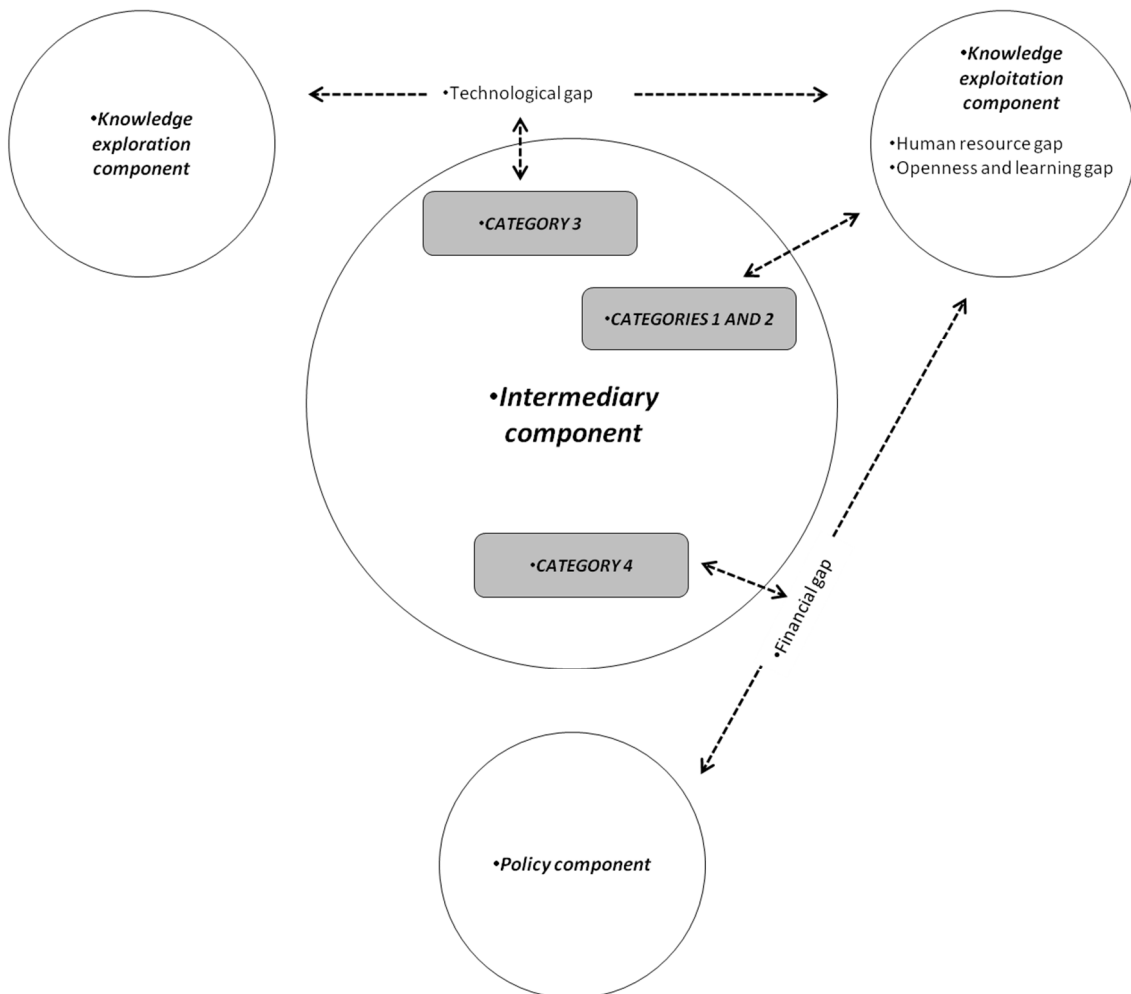 •Knowledge
exploration
component
•Technological gap
•Knowledge
exploitation
component
•Human resource gap
•Openness and learning gap
•CATEGORY 3
•CATEGORIES 1 AND 2
•Intermediary
component
•CATEGORY 4
•Financial gap
•Policy component